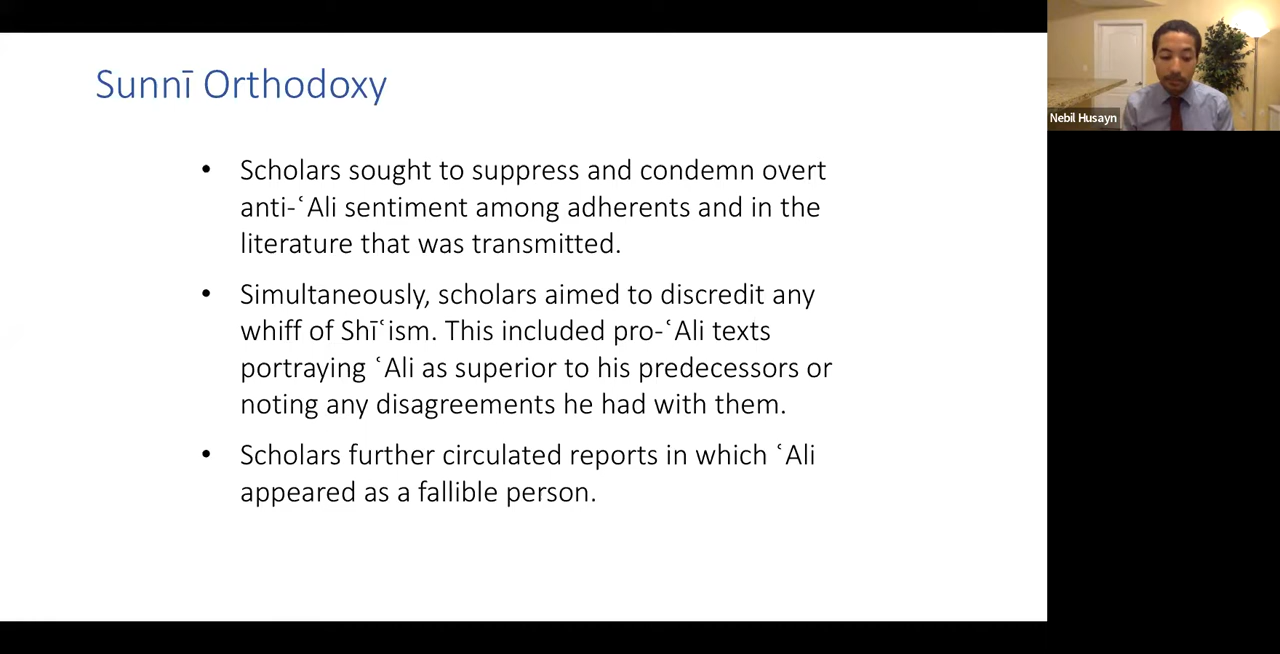 Sunnī Orthodoxy
• Scholars sought to suppress and condemn overt
anti-ʿAli sentiment among adherents and in the
literature that was transmitted.
• Simultaneously, scholars aimed to discredit any
whiff of Shīʿism. This included pro-ʿAli texts
portraying ʿAli as superior to his predecessors or
noting any disagreements he had with them.
• Scholars further circulated reports in which ʿAli
appeared as a fallible person.
Nebil Husayn